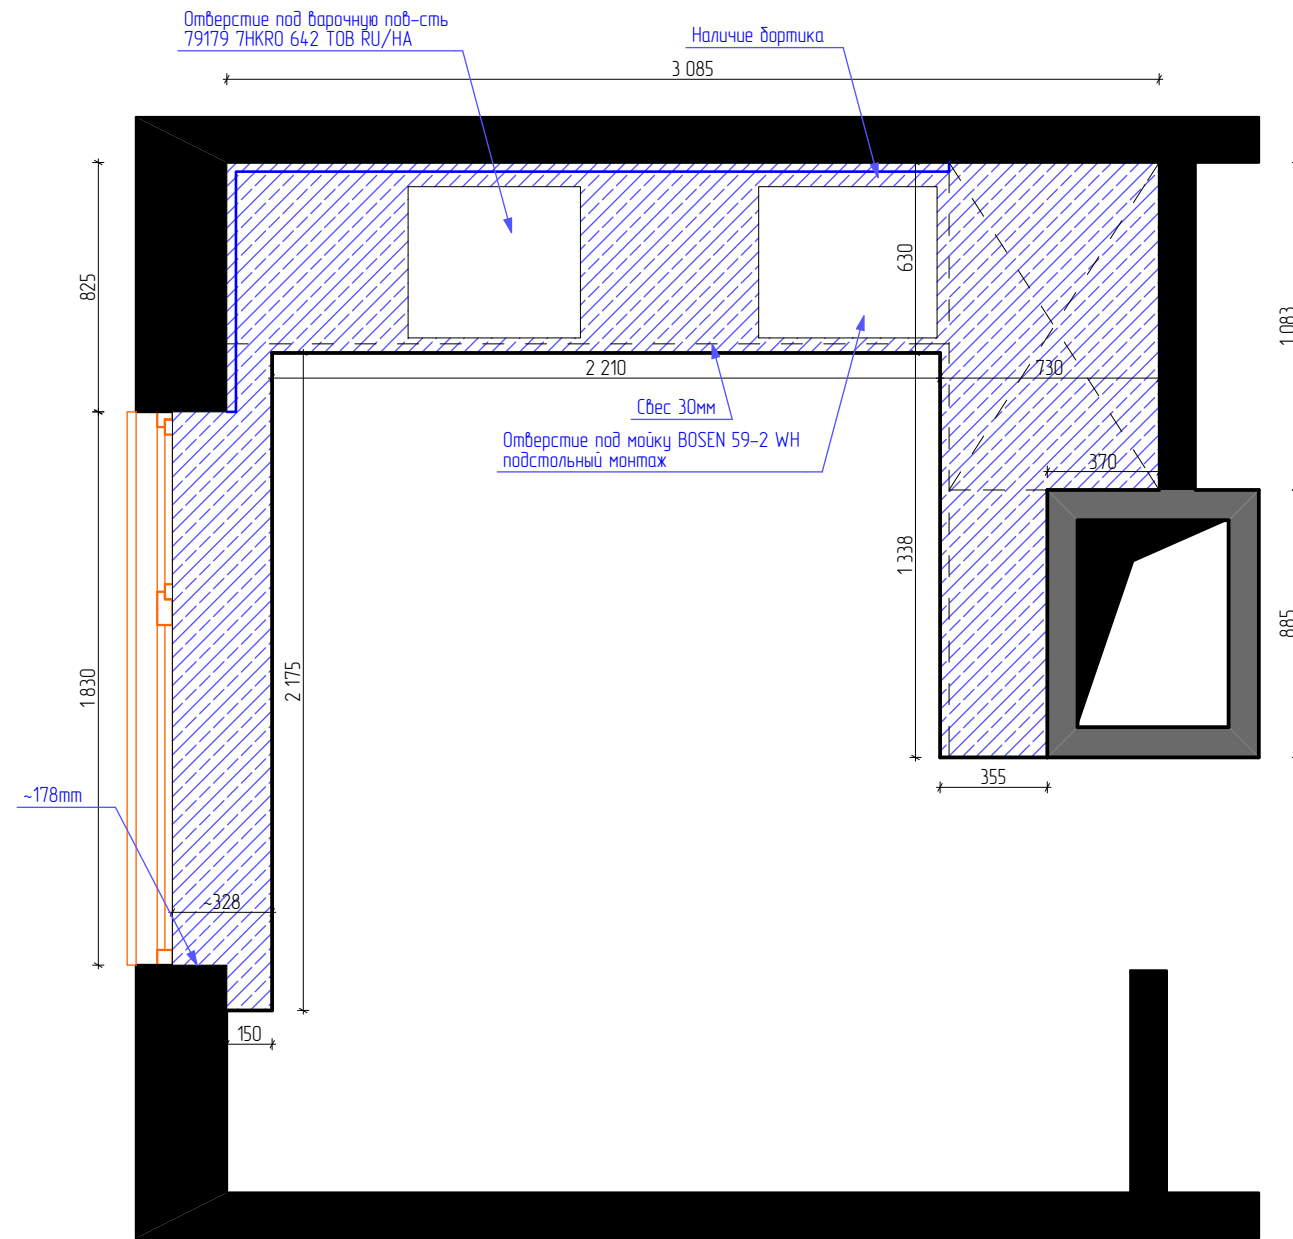 Отверстие под варочную пов-сть
79179 7HKRO 642 TOB RU/HA
Наличие бортика
3 085
825
630
1 083
2 210
730
Свес 30мм
Отверстие под мойку BOSEN 59-2 WH
подстольный монтаж
370
1 338
885
1 830
2 175
355
~178mm
~328
150